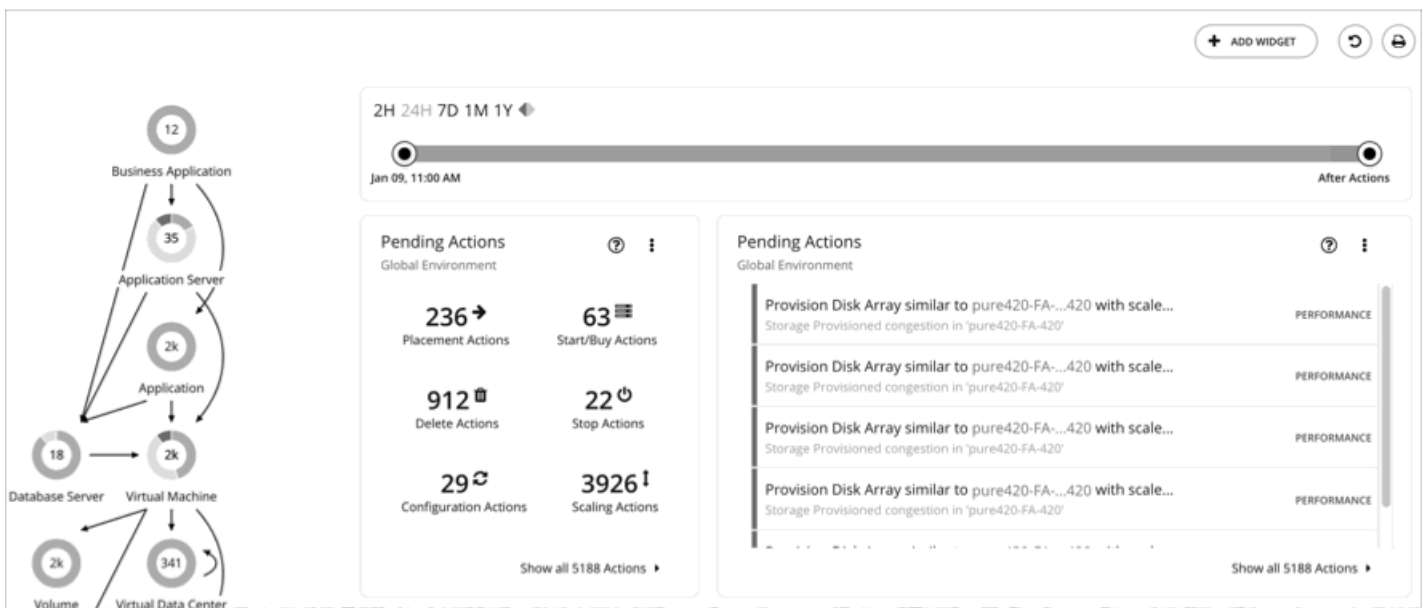 ADD WIDGET
12
Business Application
35
Application Server
2k
Application
18
2k
Database Server
Virtual Machine
2k
341
Volume
Virtual Data Center
2H 24H 7D 1M 1Y
Jan 09, 11:00 AM
After Actions
Pending Actions
Global Environment
236
Placement Actions
63
Start/Buy Actions
912
Delete Actions
22
Stop Actions
29
Configuration Actions
3926
Scaling Actions
Show all 5188 Actions
Pending Actions
Global Environment
Provision Disk Array similar to pure420-FA-...420 with scale...
Storage Provisioned congestion in 'pure420-FA-420'
PERFORMANCE
Provision Disk Array similar to pure420-FA-...420 with scale...
Storage Provisioned congestion in 'pure420-FA-420'
PERFORMANCE
Provision Disk Array similar to pure420-FA-...420 with scale...
Storage Provisioned congestion in 'pure420-FA-420'
PERFORMANCE
Provision Disk Array similar to pure420-FA-...420 with scale...
Storage Provisioned congestion in 'pure420-FA-420'
PERFORMANCE
Show all 5188 Actions